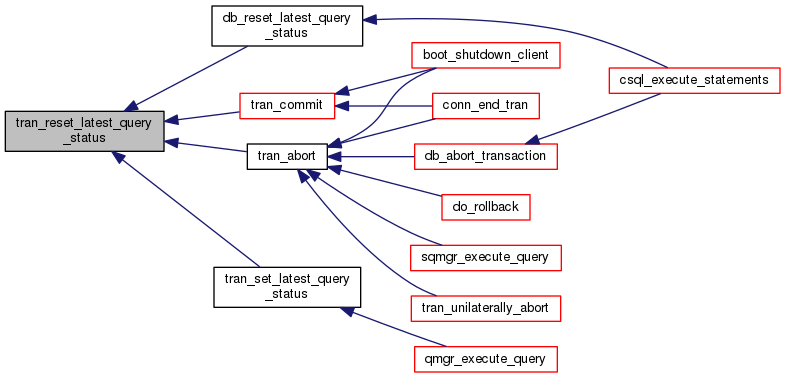 db_reset_latest_query
_status
boot_shutdown_client
csql_execute_statements
tran_commit
conn_end_tran
tran_reset_latest_query
_status
tran_abort
db_abort_transaction
do_rollback
sqmgr_execute_query
tran_set_latest_query
_status
tran_unilaterally_abort
qmgr_execute_query